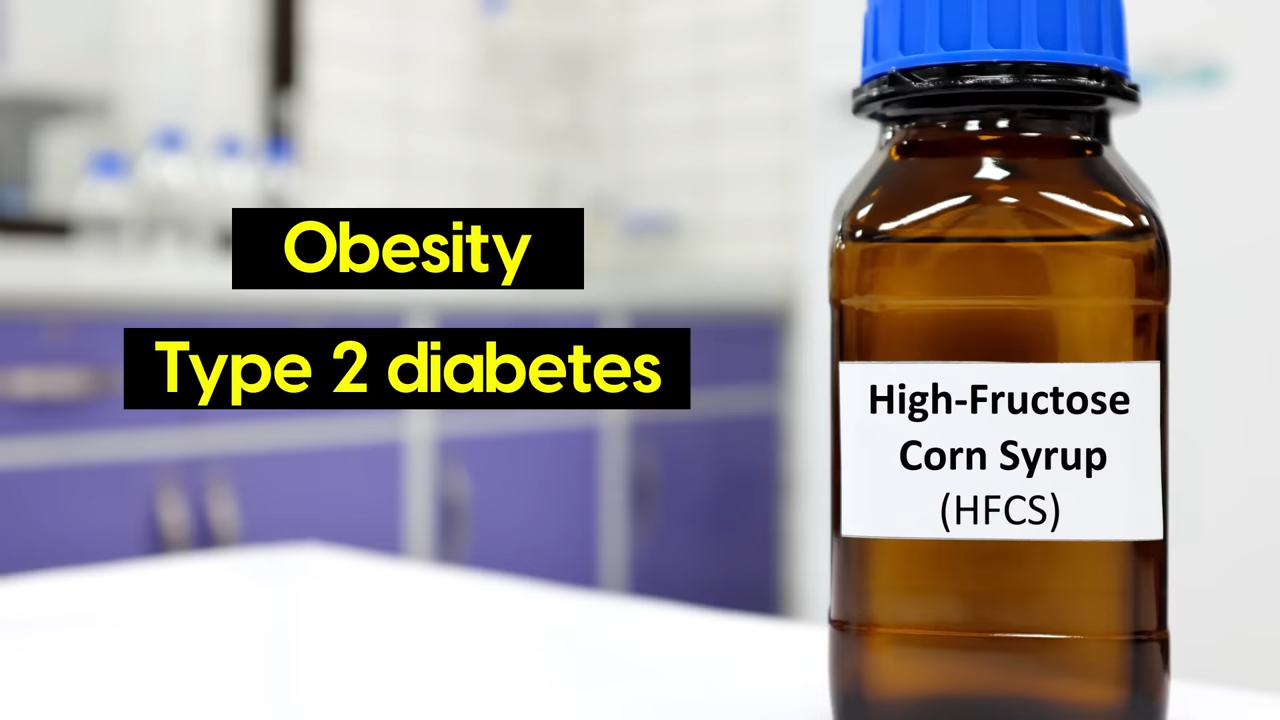 Obesity
Type 2 diabetes
High-Fructose
Corn Syrup
(HFCS)